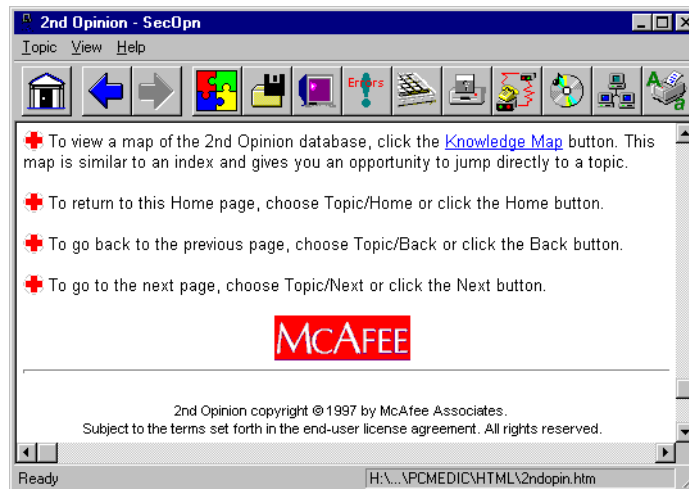 2nd Opinion - SecOpn
Topic View Help
Errors
A
a
To view a map of the 2nd Opinion database, click the Knowledge Map button. This
map is similar to an index and gives you an opportunity to jump directly to a topic.
To return to this Home page, choose Topic/Home or click the Home button.
To go back to the previous page, choose Topic/Back or click the Back button.
To go to the next page, choose Topic/Next or click the Next button.
MCAFEE
2nd Opinion copyright © 1997 by McAfee Associates.
Subject to the terms set forth in the end-user license agreement. All rights reserved.
Ready H:\...\PCMEDIC\HTML\2ndopin.htm